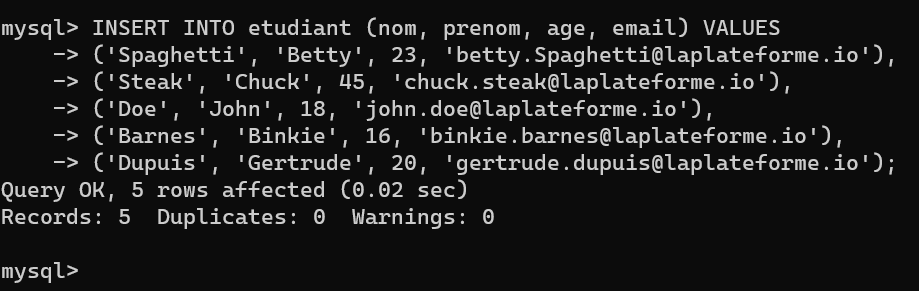 mysql> INSERT INTO etudiant (nom, prenom, age, email) VALUES
    -> ('Spaghetti', 'Betty', 23, 'betty.Spaghetti@laplateforme.io'),
    -> ('Steak', 'Chuck', 45, 'chuck.steak@laplateforme.io'),
    -> ('Doe', 'John', 18, 'john.doe@laplateforme.io'),
    -> ('Barnes', 'Binkie', 16, 'binkie.barnes@laplateforme.io'),
    -> ('Dupuis', 'Gertrude', 20, 'gertrude.dupuis@laplateforme.io');
Query OK, 5 rows affected (0.02 sec)
Records: 5  Duplicates: 0  Warnings: 0

mysql>